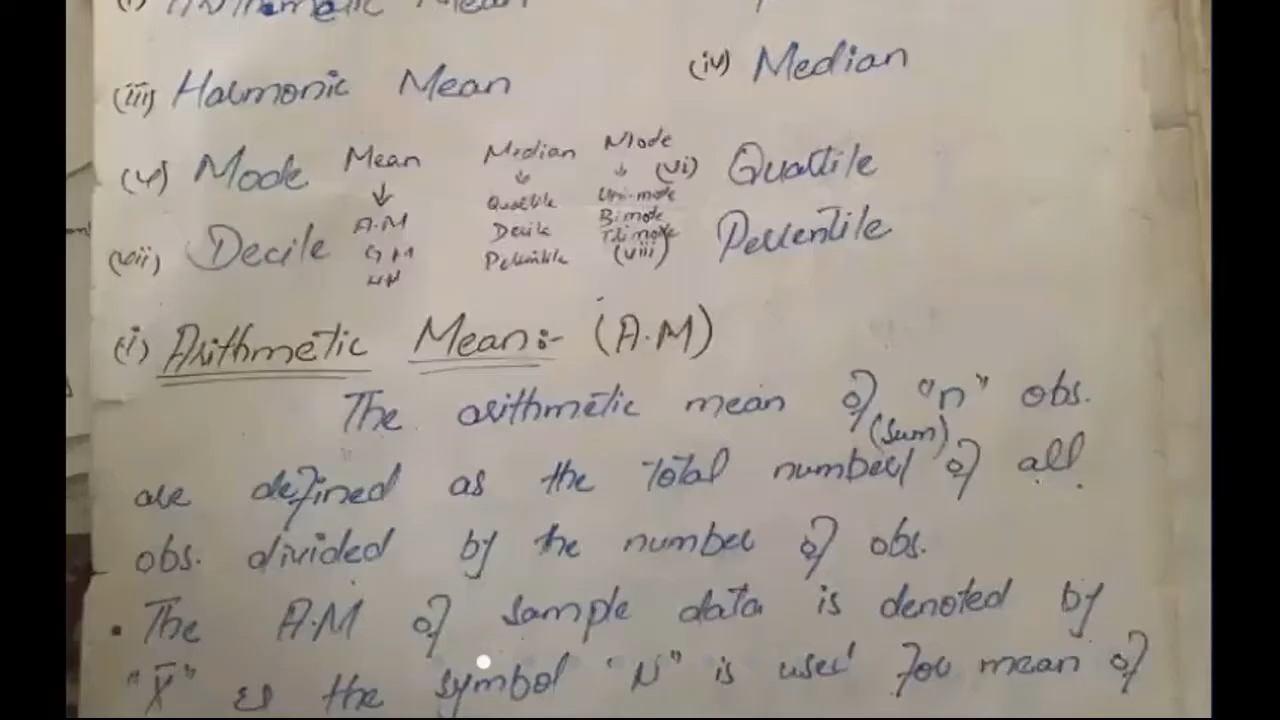 (i) Arithmetic Mean
(iii) Harmonic Mean (iv) Median
(v) Mode Mean Median Mode (vi) Quartile
↓ ↓ ↓
A.M Quartile Uni-mode
G.M Decile Bi mode
H.M Percentile Tri mode
(vii) Decile (viii) Percentile
(i) Arithmetic Mean:- (A.M)
The arithmetic mean of "n" obs.
(Sum)
are defined as the total number of all
obs. divided by the number of obs.
• The A.M of sample data is denoted by
"X̄" & the symbol "N" is used for mean of